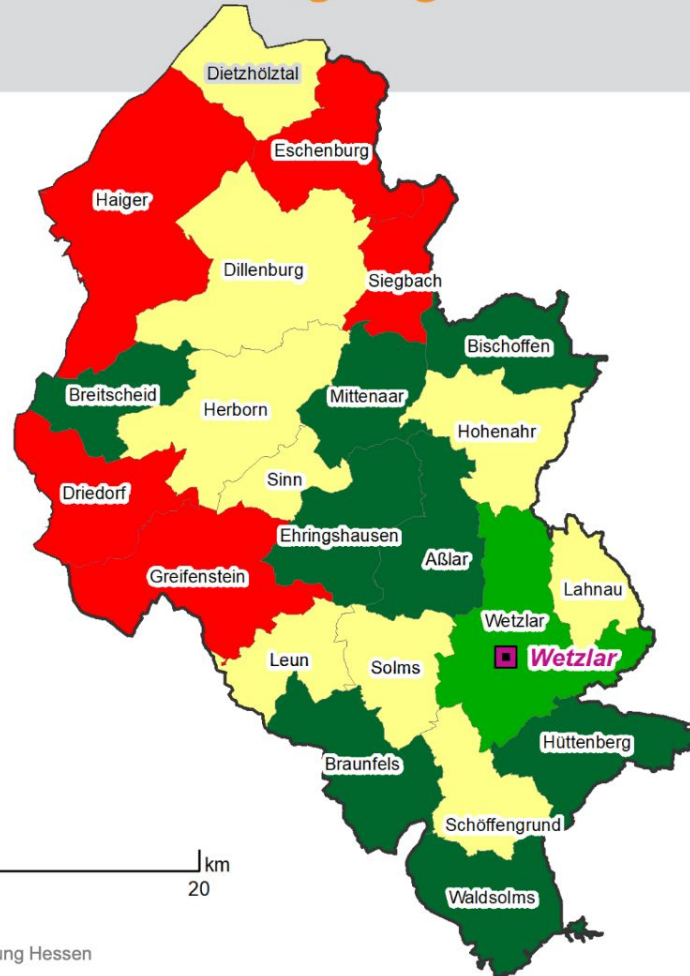 Dietzhölztal
Eschenburg
Haiger
Dillenburg
Siegbach
Bischoffen
Breitscheid
Mittenaar
Herborn
Hohenahr
Sinn
Driedorf
Ehringshausen
Aßlar
Greifenstein
Lahnau
Wetzlar
Wetzlar
Leun
Solms
Hüttenberg
Braunfels
Schöffengrund
km
20
Waldsolms
ung Hessen